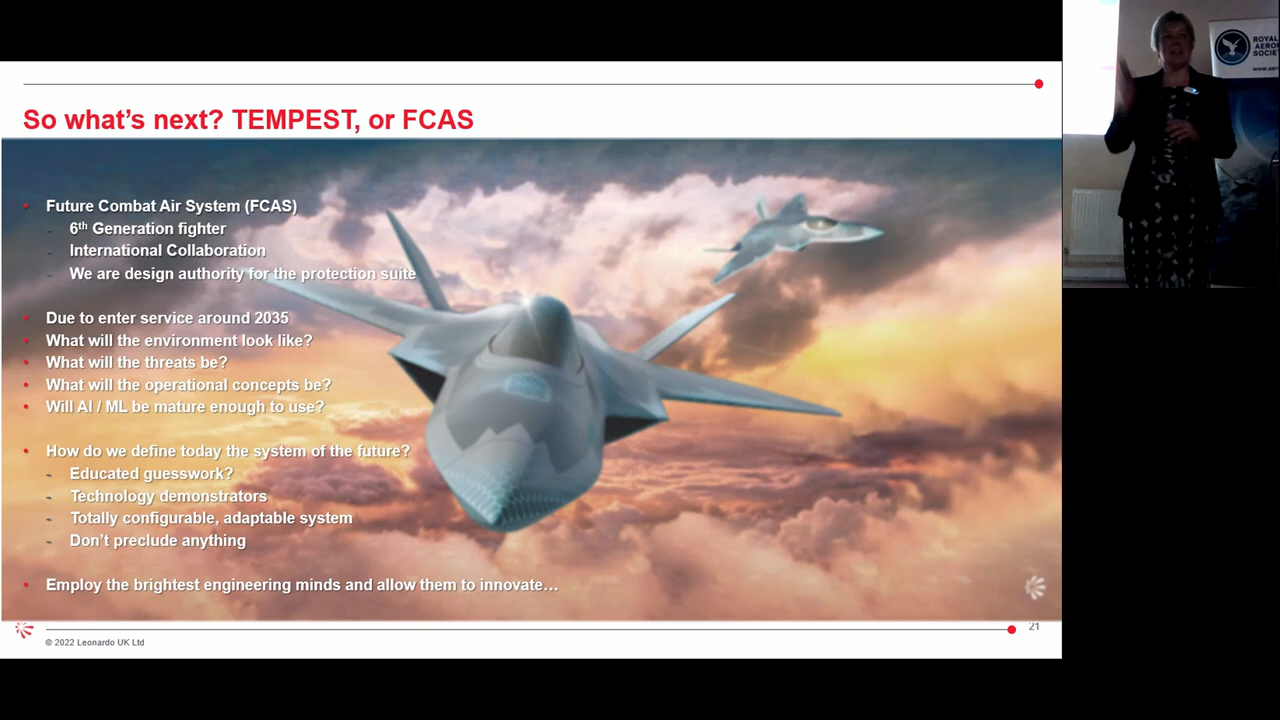 So what's next? TEMPEST, or FCAS
• Future Combat Air System (FCAS)
- 6th Generation fighter
- International Collaboration
- We are design authority for the protection suite
• Due to enter service around 2035
• What will the environment look like?
• What will the threats be?
• What will the operational concepts be?
• Will AI / ML be mature enough to use?
• How do we define today the system of the future?
- Educated guesswork?
- Technology demonstrators
- Totally configurable, adaptable system
- Don't preclude anything
• Employ the brightest engineering minds and allow them to innovate…
21
© 2022 Leonardo UK Ltd
ROYAL
AERO
SOCIE